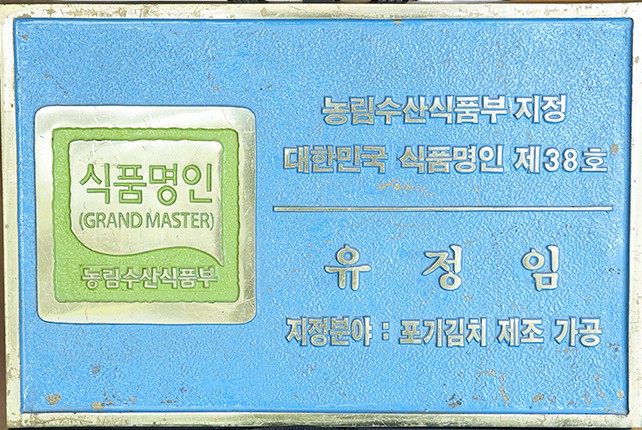 식품명인
(GRAND MASTER)
농림수산식품부
농림수산식품부 지정
대한민국 식품명인 제38호
유 정 임
지정분야 : 포기김치 제조 가공